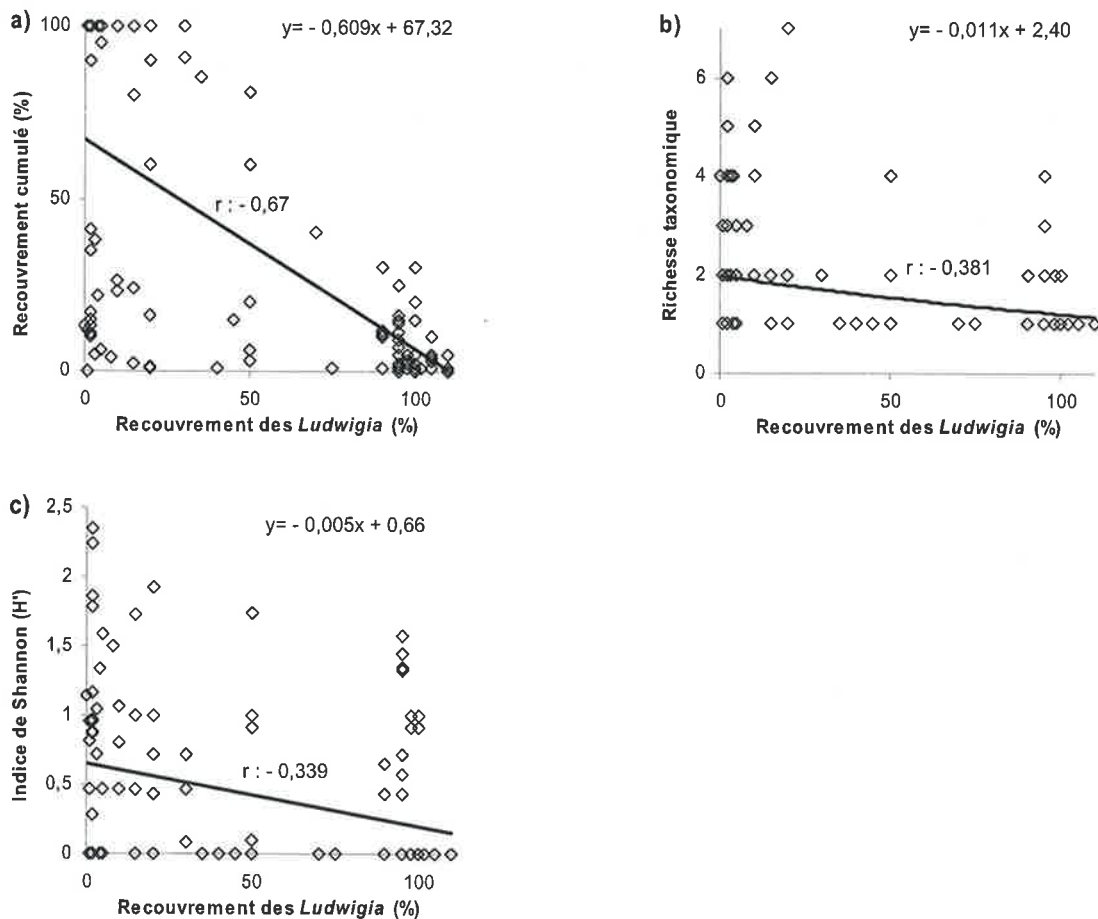 a)
y= - 0,609x + 67,32
Recouvrement cumulé (%)
100
50
0
r : - 0,67
0 50 100
Recouvrement des Ludwigia (%)
b)
y= - 0,011x + 2,40
Richesse taxonomique
6
4
2
0
r : - 0,381
0 50 100
Recouvrement des Ludwigia (%)
c)
y= - 0,005x + 0,66
Indice de Shannon (H')
2,5
2
1,5
1
0,5
0
r : - 0,339
0 50 100
Recouvrement des Ludwigia (%)